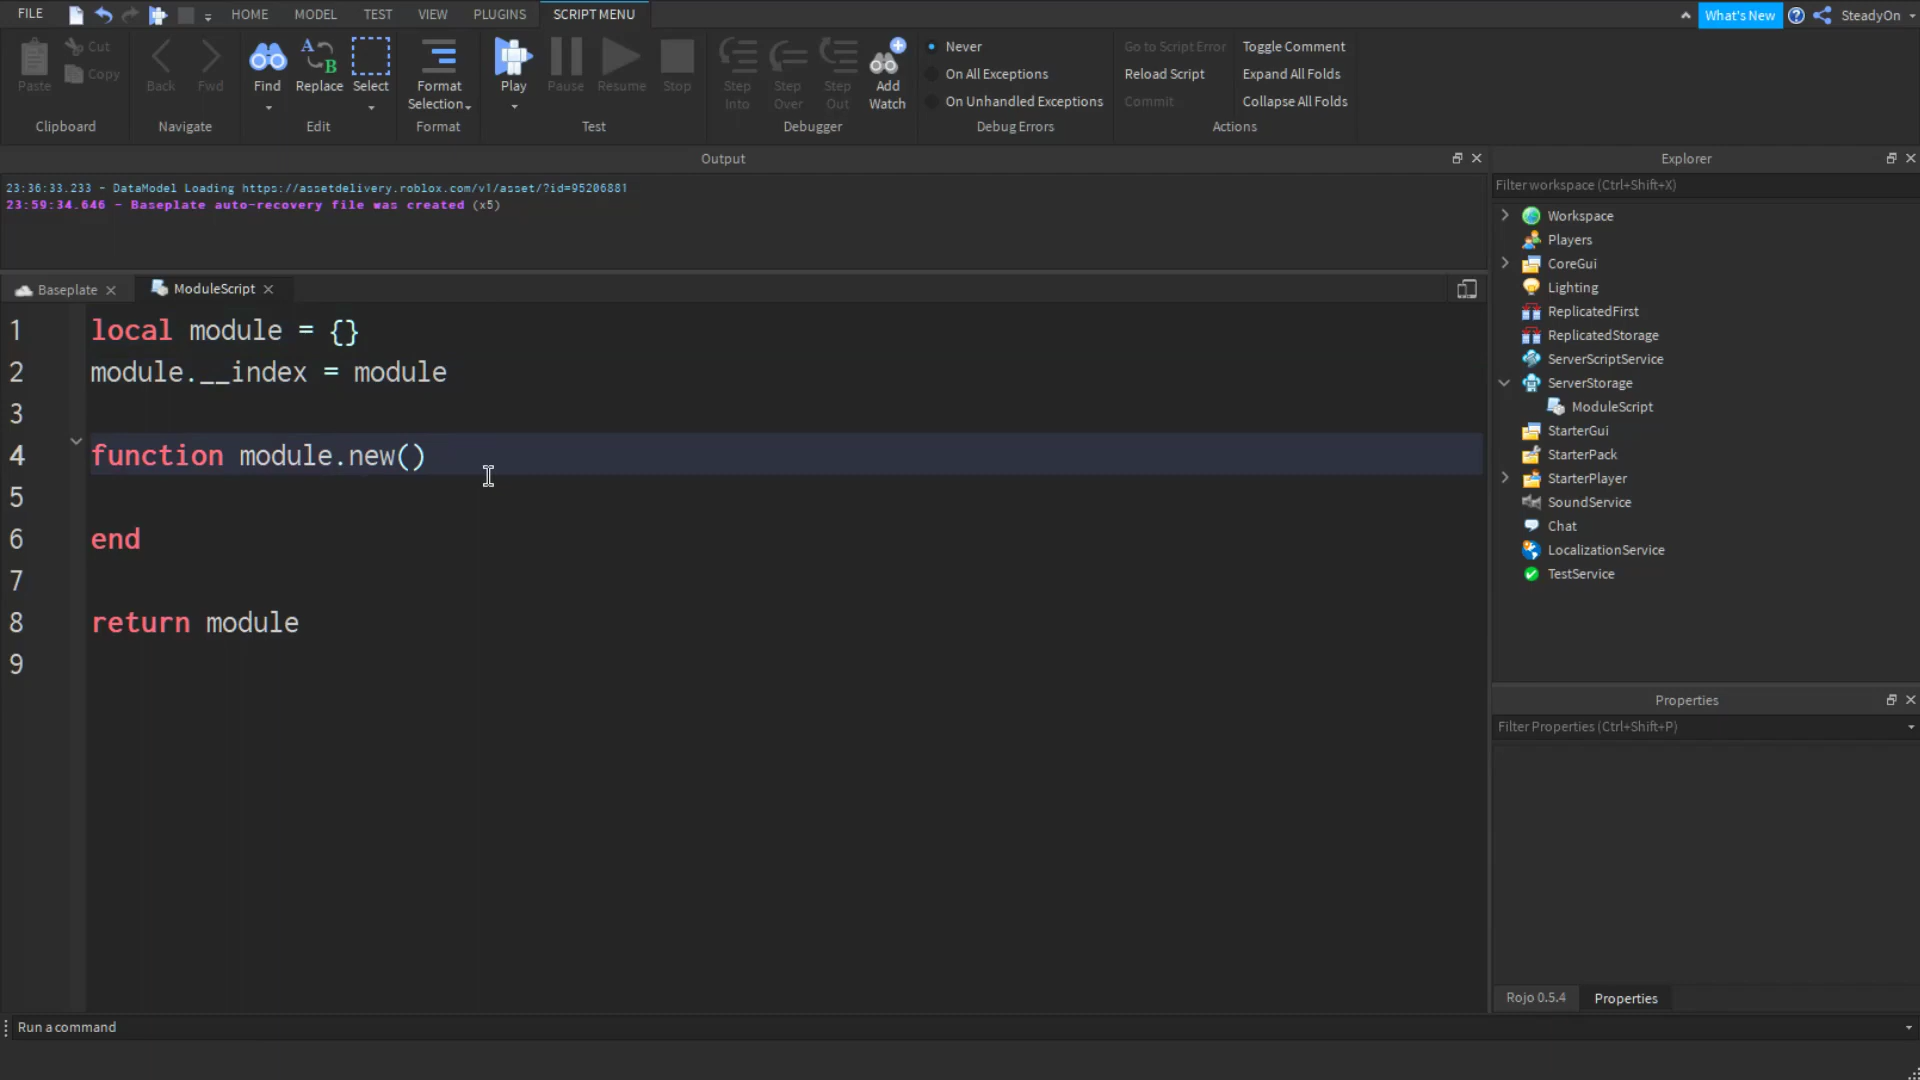 FILE HOME MODEL TEST VIEW PLUGINS SCRIPT MENU What's New SteadyOn
Paste Cut Copy
Clipboard
Back Fwd
Navigate
Find Replace Select
Edit
Format Selection
Format
Play Pause Resume Stop
Test
Step Into Step Over Step Out Add Watch
Debugger
Never
On All Exceptions
On Unhandled Exceptions
Debug Errors
Go to Script Error Toggle Comment
Reload Script Expand All Folds
Commit Collapse All Folds
Actions
Output
23:36:33.233 - DataModel Loading https://assetdelivery.roblox.com/v1/asset/?id=95206881
23:59:34.646 - Baseplate auto-recovery file was created (x5)
Baseplate ModuleScript
1 local module = {}
2 module.__index = module
3
4 function module.new()
5
6 end
7
8 return module
9
Explorer
Filter workspace (Ctrl+Shift+X)
Workspace
Players
CoreGui
Lighting
ReplicatedFirst
ReplicatedStorage
ServerScriptService
ServerStorage
ModuleScript
StarterGui
StarterPack
StarterPlayer
SoundService
Chat
LocalizationService
TestService
Properties
Filter Properties (Ctrl+Shift+P)
Rojo 0.5.4 Properties
Run a command